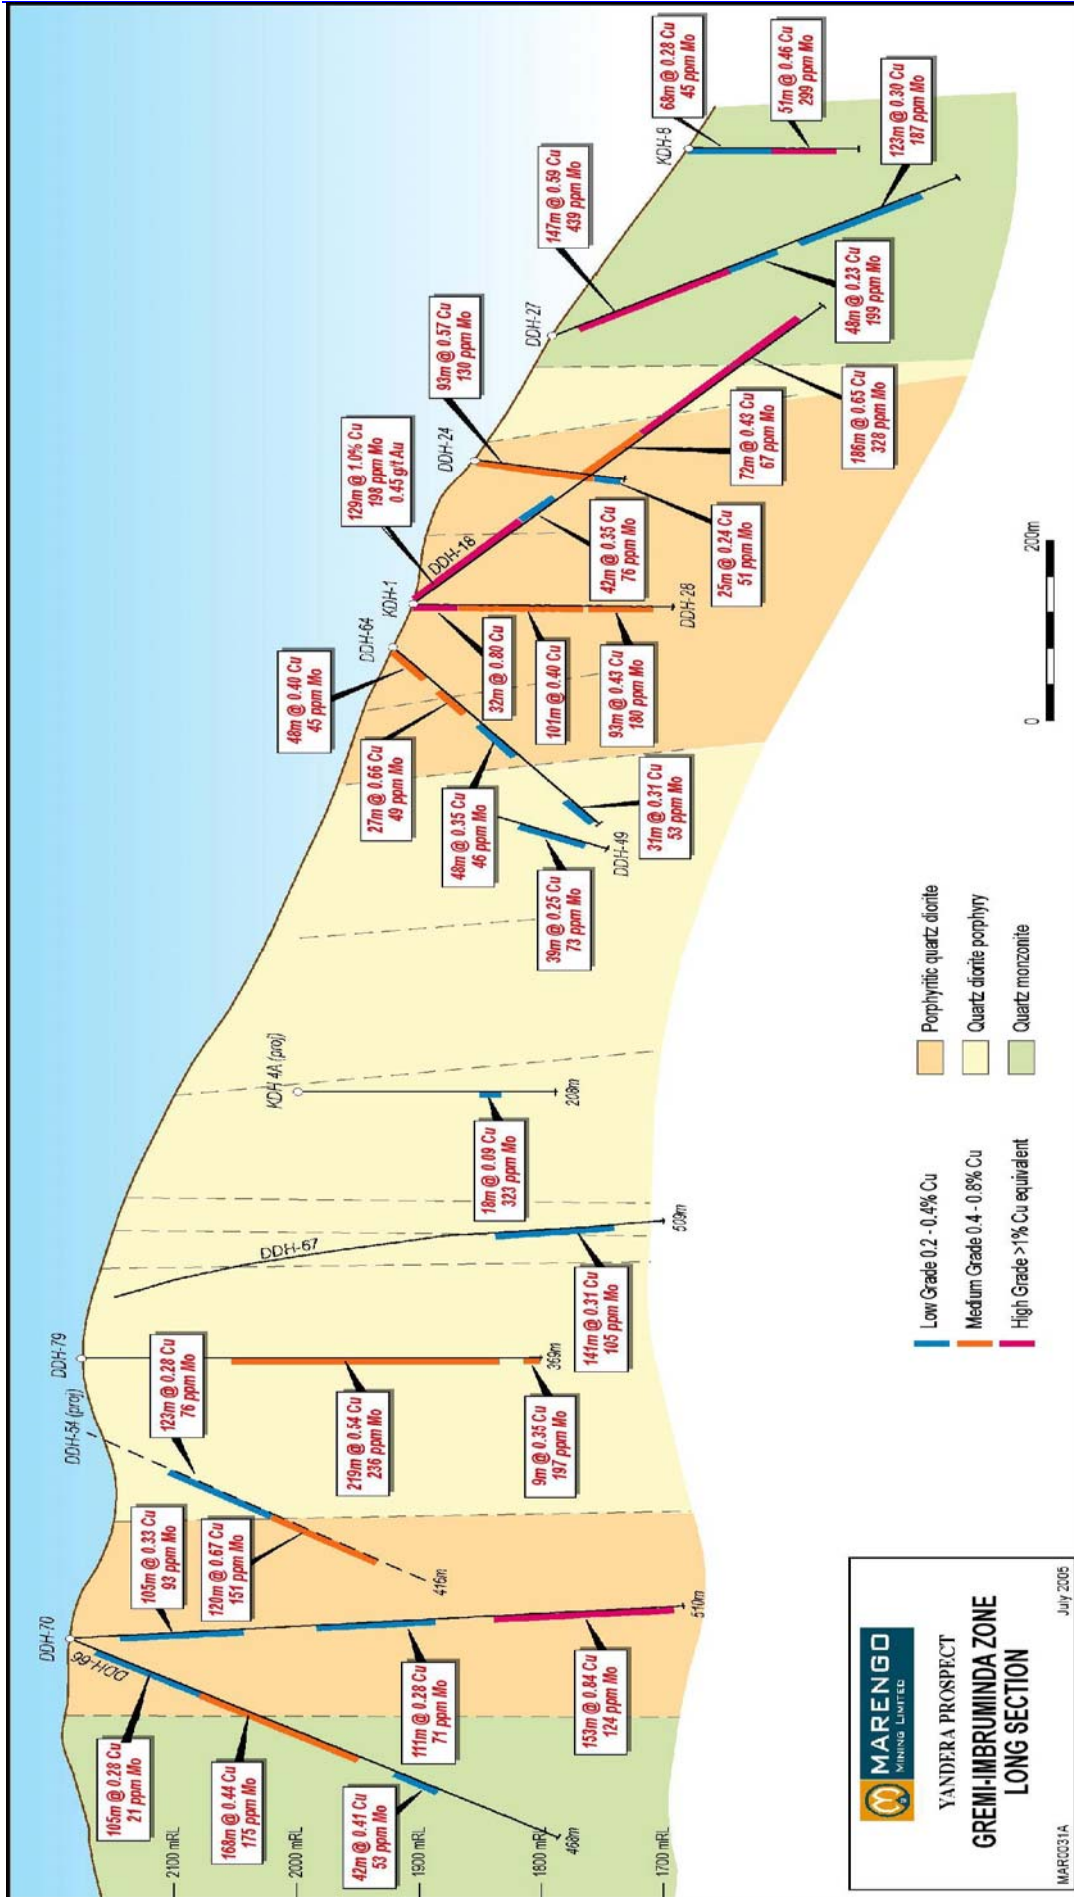 DDH-70
DDH-66
105m @ 0.28 Cu
21 ppm Mo
168m @ 0.44 Cu
175 ppm Mo
42m @ 0.41 Cu
53 ppm Mo
468m
105m @ 0.33 Cu
93 ppm Mo
111m @ 0.28 Cu
71 ppm Mo
153m @ 0.84 Cu
124 ppm Mo
510m
DDH-54 (proj)
123m @ 0.28 Cu
76 ppm Mo
120m @ 0.67 Cu
151 ppm Mo
416m
DDH-79
219m @ 0.54 Cu
236 ppm Mo
9m @ 0.35 Cu
197 ppm Mo
369m
DDH-67
141m @ 0.31 Cu
105 ppm Mo
509m
KDH 4A (proj)
18m @ 0.09 Cu
323 ppm Mo
208m
39m @ 0.25 Cu
73 ppm Mo
DDH-49
DDH-64
48m @ 0.40 Cu
45 ppm Mo
27m @ 0.66 Cu
49 ppm Mo
48m @ 0.35 Cu
46 ppm Mo
31m @ 0.31 Cu
53 ppm Mo
KDH-1
32m @ 0.80 Cu
101m @ 0.40 Cu
93m @ 0.43 Cu
180 ppm Mo
DDH-28
DDH-18
129m @ 1.0% Cu
198 ppm Mo
0.45 g/t Au
42m @ 0.35 Cu
76 ppm Mo
72m @ 0.43 Cu
67 ppm Mo
186m @ 0.65 Cu
328 ppm Mo
DDH-24
93m @ 0.57 Cu
130 ppm Mo
25m @ 0.24 Cu
51 ppm Mo
DDH-27
147m @ 0.59 Cu
439 ppm Mo
48m @ 0.23 Cu
199 ppm Mo
123m @ 0.30 Cu
187 ppm Mo
KDH-8
68m @ 0.28 Cu
45 ppm Mo
51m @ 0.46 Cu
299 ppm Mo
2100 mRL
2000 mRL
1900 mRL
1800 mRL
1700 mRL
MARENGO
MINING LIMITED
YANDERA PROSPECT
GREMI-IMBRUMINDA ZONE
LONG SECTION
MAR0031A
July 2005
Low Grade 0.2 - 0.4% Cu
Medium Grade 0.4 - 0.8% Cu
High Grade >1% Cu equivalent
Porphyritic quartz diorite
Quartz diorite porphyry
Quartz monzonite
0
200m